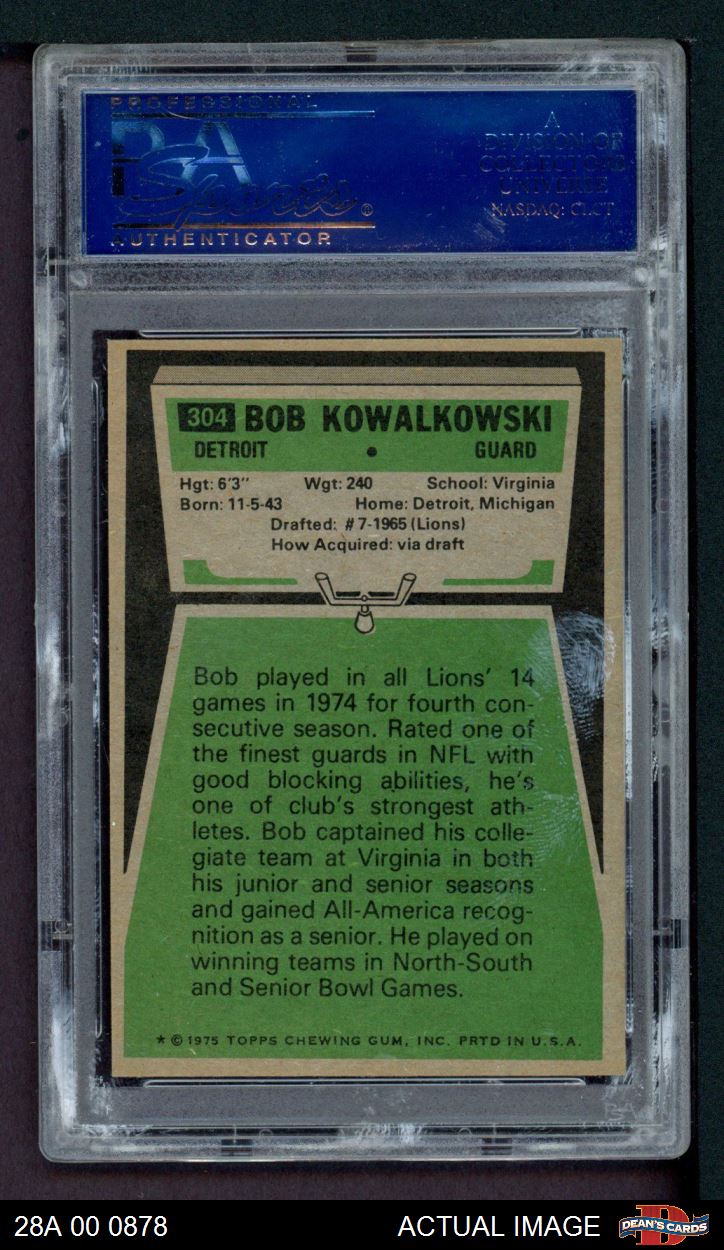 PROFESSIONAL
PSA
Sports ®
AUTHENTICATOR
A
DIVISION OF
COLLECTORS
UNIVERSE
NASDAQ: CLCT
304 BOB KOWALKOWSKI
DETROIT • GUARD
Hgt: 6'3" Wgt: 240 School: Virginia
Born: 11-5-43 Home: Detroit, Michigan
Drafted: #7-1965 (Lions)
How Acquired: via draft
Bob played in all Lions' 14
games in 1974 for fourth con-
secutive season. Rated one of
the finest guards in NFL with
good blocking abilities, he's
one of club's strongest ath-
letes. Bob captained his colle-
giate team at Virginia in both
his junior and senior seasons
and gained All-America recog-
nition as a senior. He played on
winning teams in North-South
and Senior Bowl Games.
* © 1975 TOPPS CHEWING GUM, INC. PRTD IN U.S.A.
28A 00 0878 ACTUAL IMAGE DEAN'S CARDS